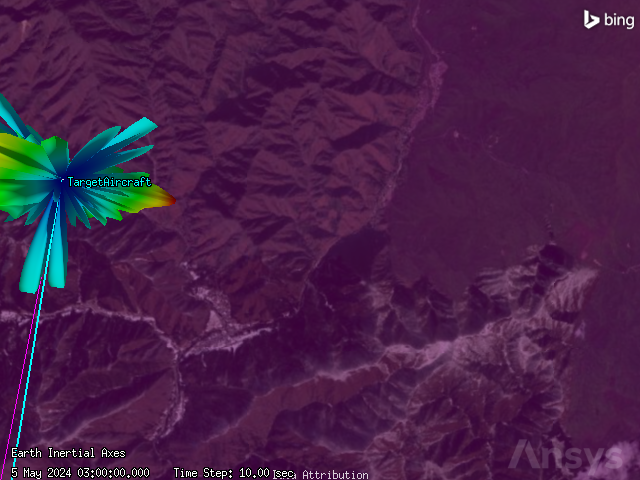 bing
TargetAircraft
Ansys
Earth Inertial Axes
5 May 2024 03:00:00.000 Time Step: 10.00 sec
Attribution